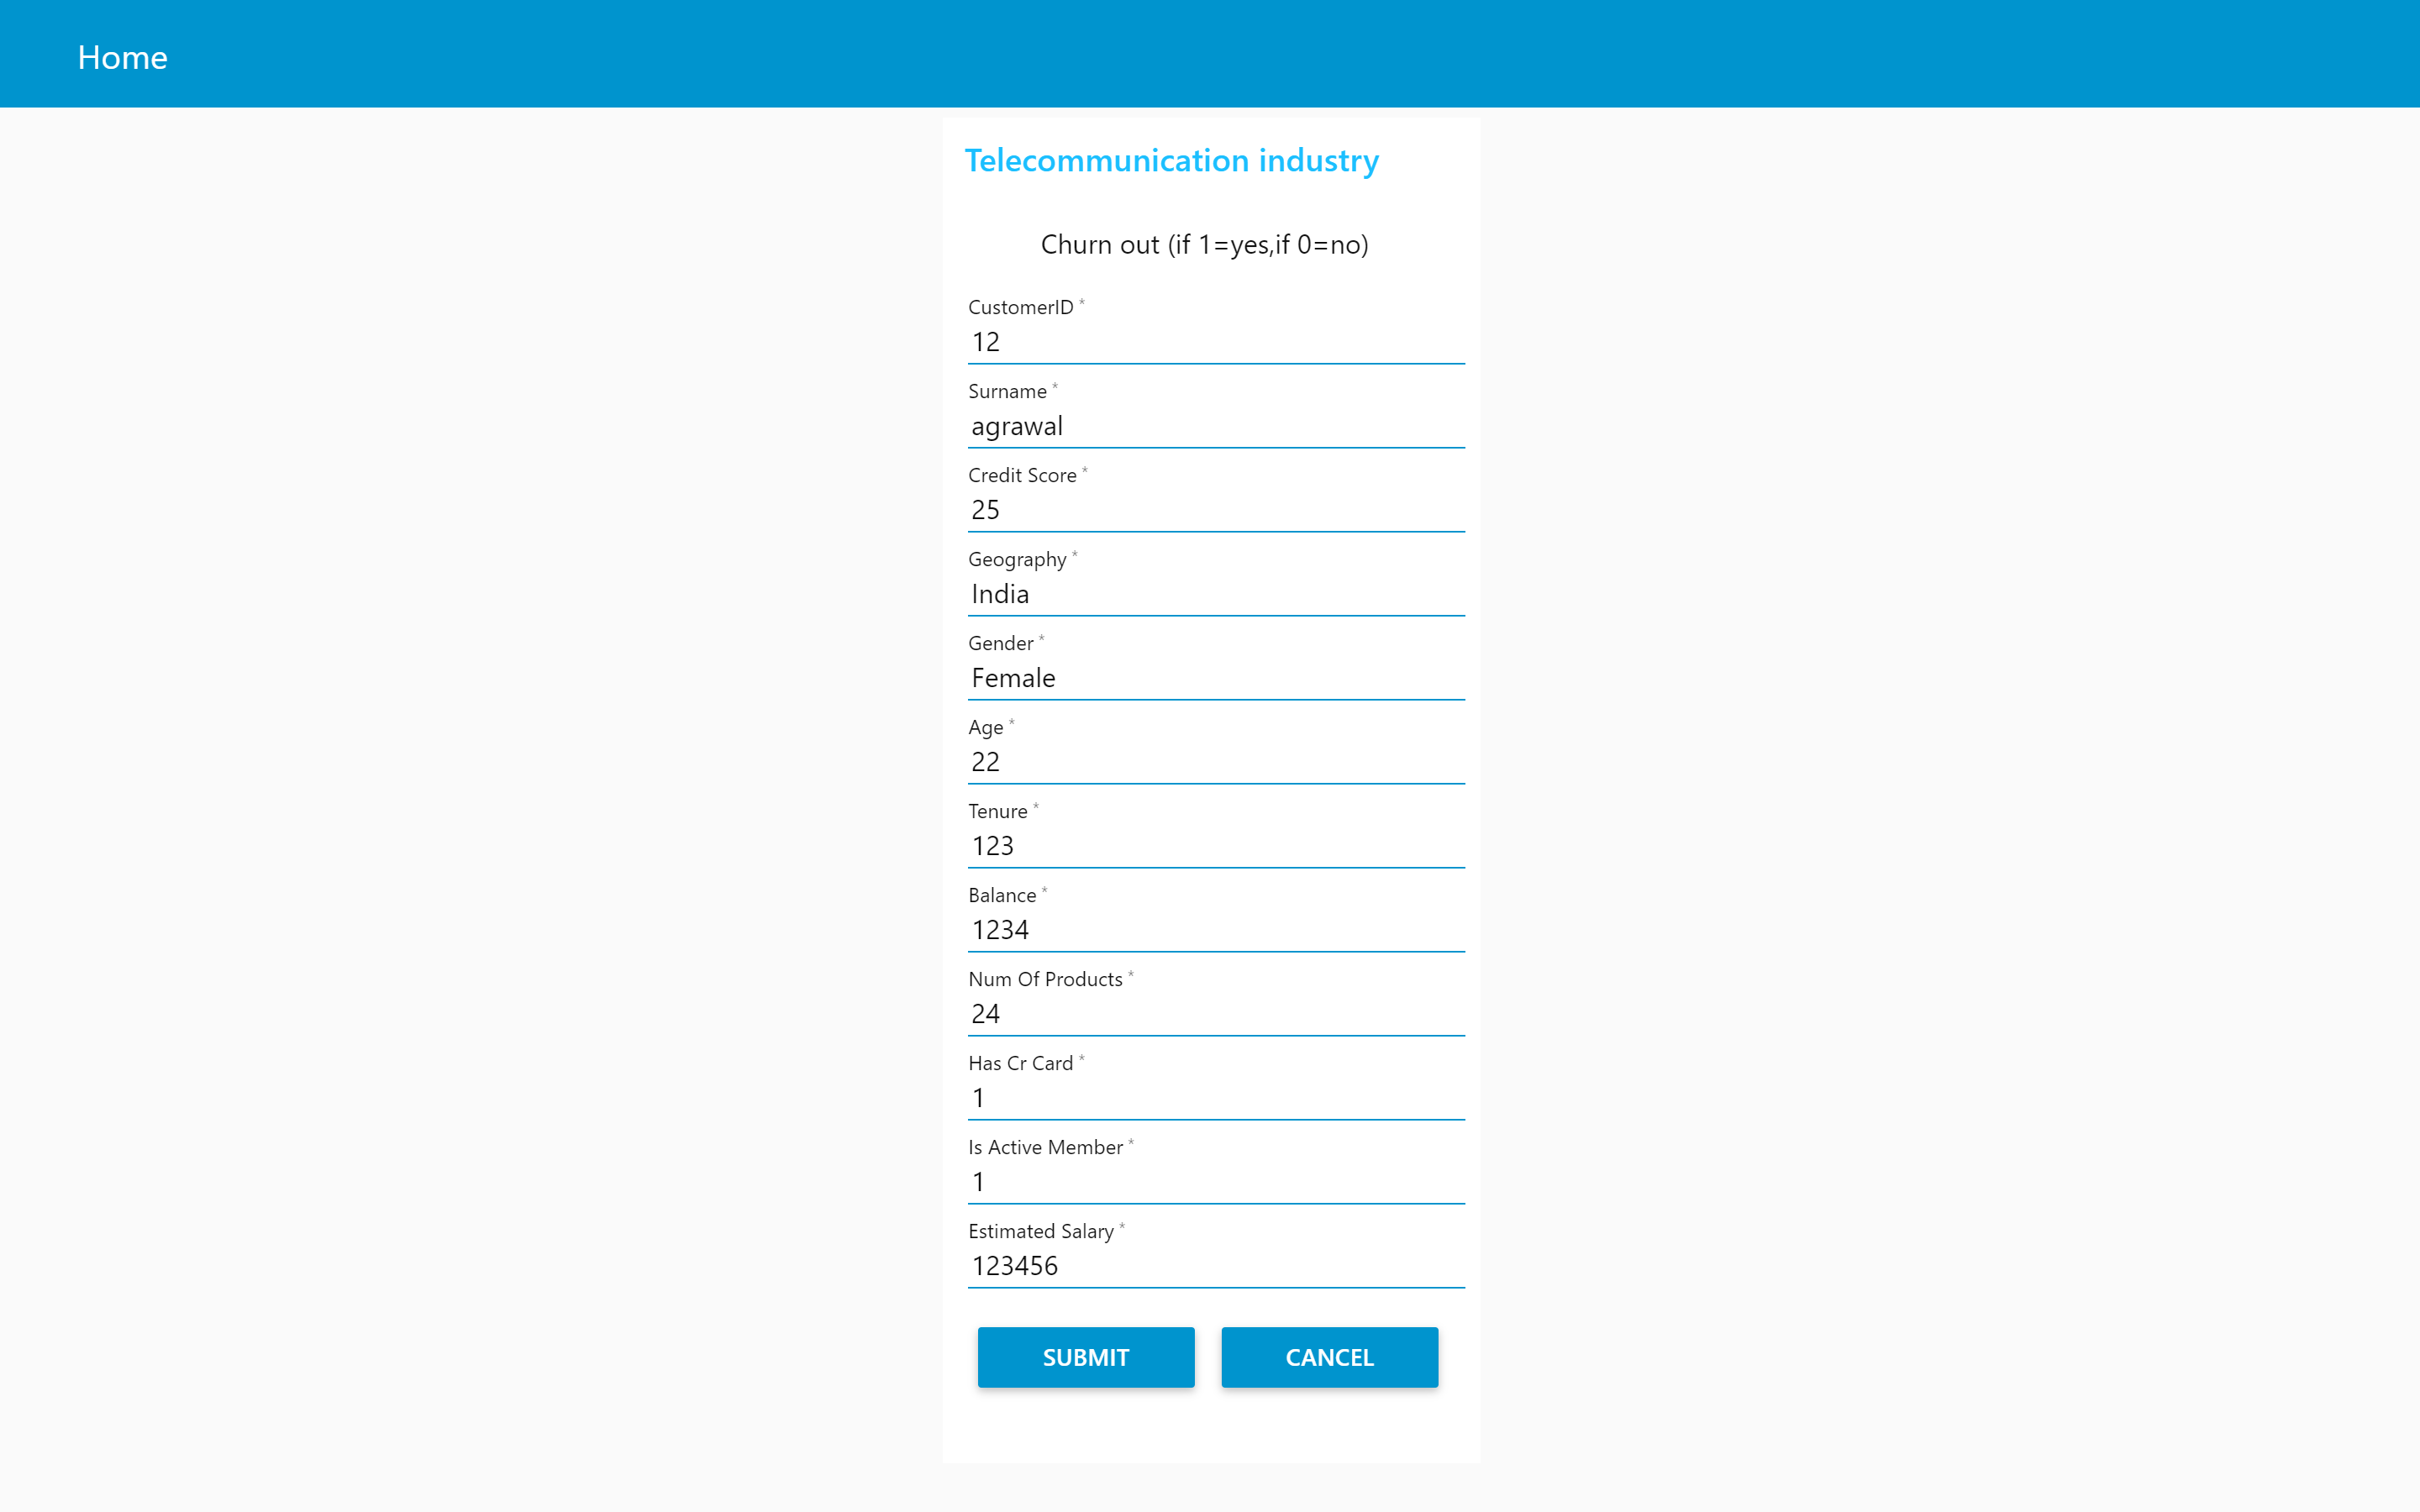 Home
Telecommunication industry
Churn out (if 1=yes,if 0=no)
CustomerID *
12
Surname *
agrawal
Credit Score *
25
Geography *
India
Gender *
Female
Age *
22
Tenure *
123
Balance *
1234
Num Of Products *
24
Has Cr Card *
1
Is Active Member *
1
Estimated Salary *
123456
SUBMIT CANCEL